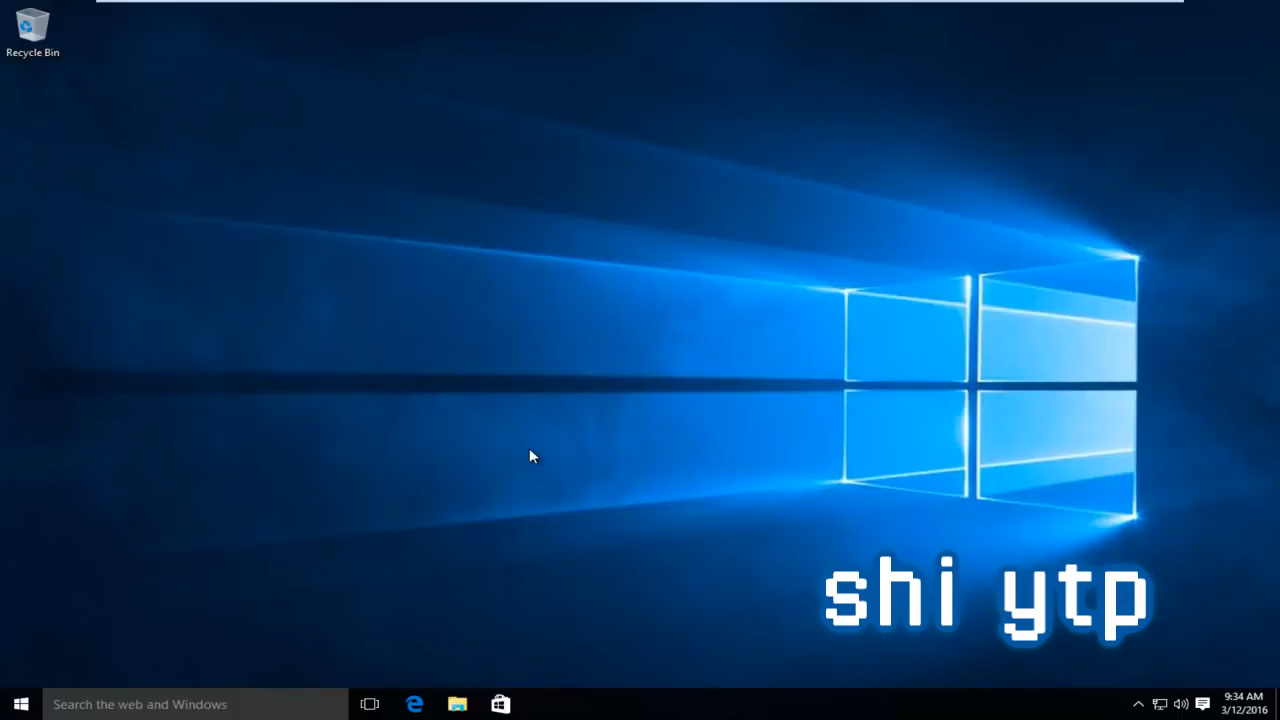 Recycle Bin
shi ytp
Search the web and Windows
9:34 AM
3/12/2016